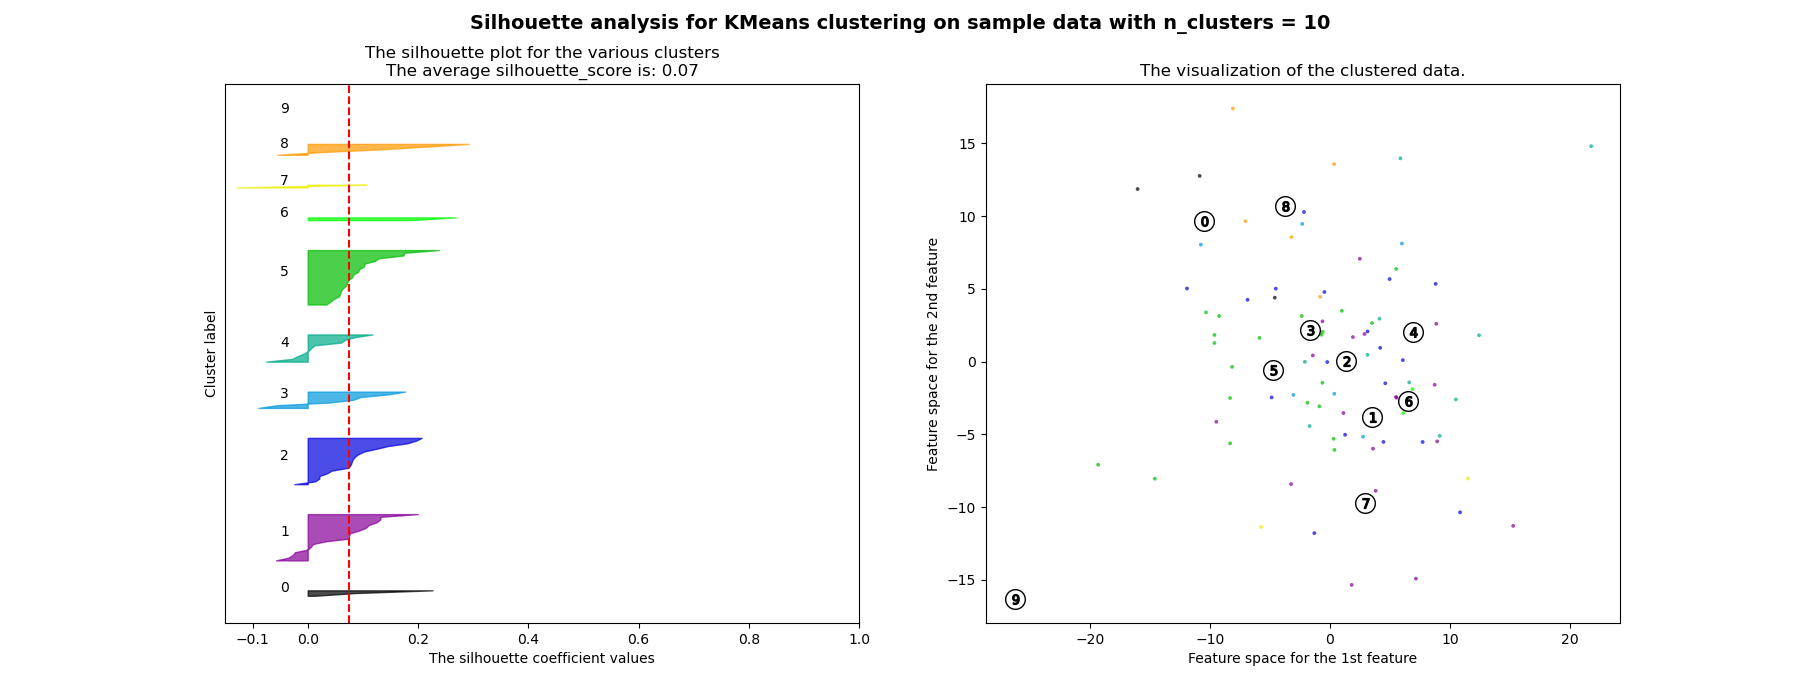 Silhouette analysis for KMeans clustering on sample data with n_clusters = 10
The silhouette plot for the various clusters
The average silhouette_score is: 0.07
9
8
7
6
5
4
3
2
1
0
Cluster label
−0.1 0.0 0.2 0.4 0.6 0.8 1.0
The silhouette coefficient values
The visualization of the clustered data.
15
10
5
0
−5
−10
−15
Feature space for the 2nd feature
8
0
3
4
2
5
6
1
7
9
−20 −10 0 10 20
Feature space for the 1st feature